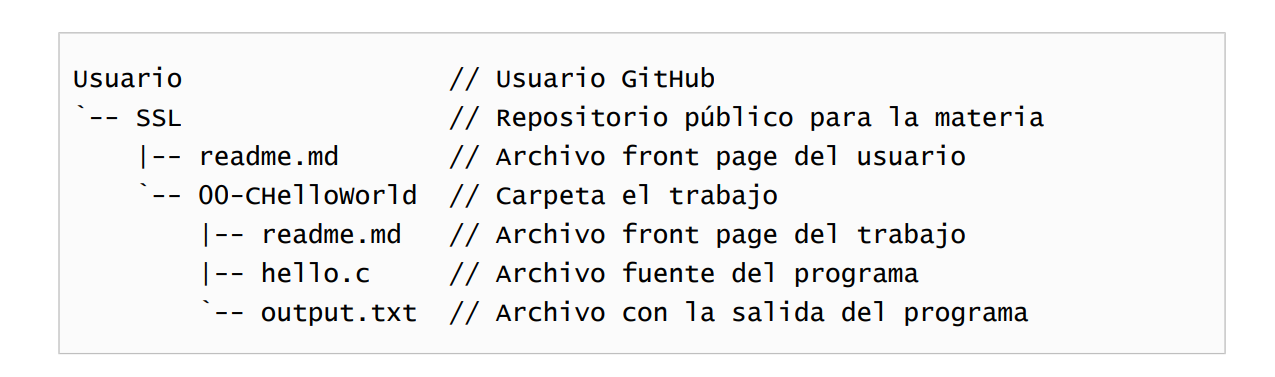 Usuario                 // Usuario GitHub
`-- SSL                 // Repositorio público para la materia
    |-- readme.md       // Archivo front page del usuario
    `-- 00-CHelloWorld  // Carpeta el trabajo
        |-- readme.md   // Archivo front page del trabajo
        |-- hello.c     // Archivo fuente del programa
        `-- output.txt  // Archivo con la salida del programa